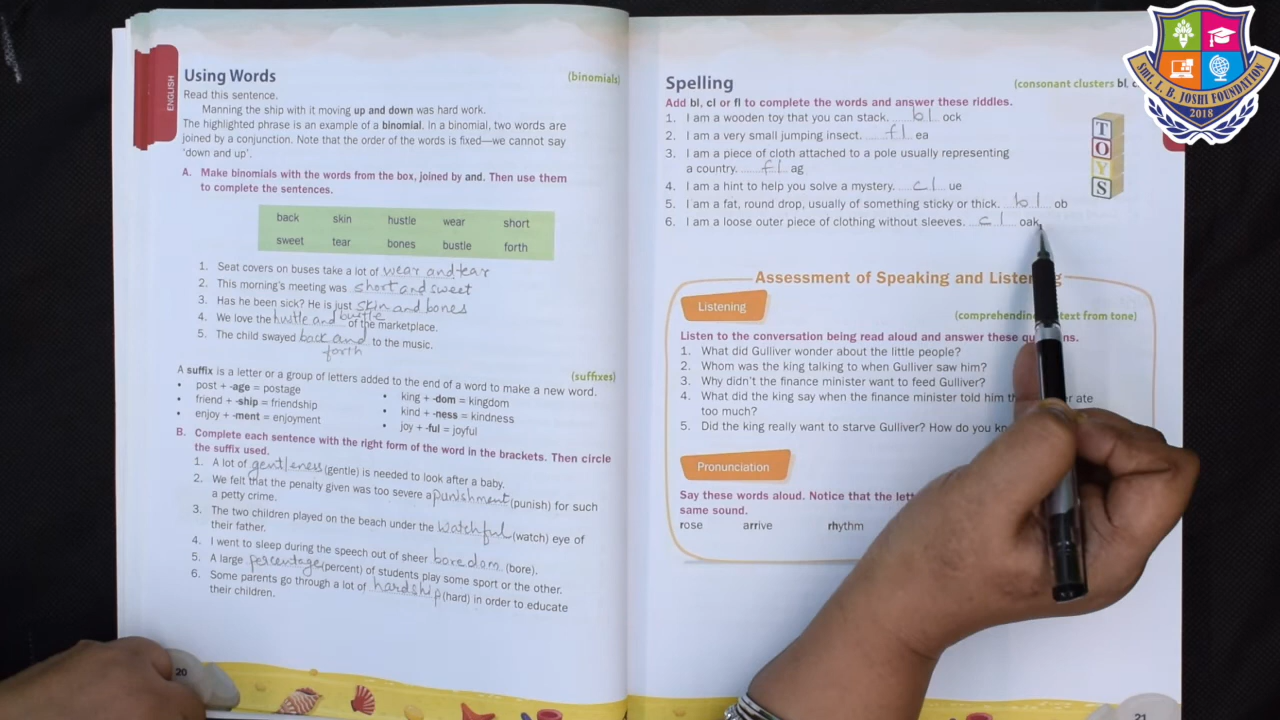 ENGLISH
Using Words
(binomials)
Read this sentence.
Manning the ship with it moving up and down was hard work.
The highlighted phrase is an example of a binomial. In a binomial, two words are
joined by a conjunction. Note that the order of the words is fixed—we cannot say
'down and up'.
A. Make binomials with the words from the box, joined by and. Then use them
to complete the sentences.
back skin hustle wear short
sweet tear bones bustle forth
1. Seat covers on buses take a lot of wear and tear
2. This morning's meeting was short and sweet
3. Has he been sick? He is just skin and bones
4. We love the hustle and bustle of the marketplace.
5. The child swayed back and forth to the music.
(suffixes)
A suffix is a letter or a group of letters added to the end of a word to make a new word.
• post + -age = postage
• king + -dom = kingdom
• friend + -ship = friendship
• kind + -ness = kindness
• enjoy + -ment = enjoyment
• joy + -ful = joyful
B. Complete each sentence with the right form of the word in the brackets. Then circle
the suffix used.
1. A lot of gentleness (gentle) is needed to look after a baby.
2. We felt that the penalty given was too severe a punishment (punish) for such
a petty crime.
3. The two children played on the beach under the watchful (watch) eye of
their father.
4. I went to sleep during the speech out of sheer boredom (bore).
5. A large percentage (percent) of students play some sport or the other.
6. Some parents go through a lot of hardship (hard) in order to educate
their children.
20
Spelling
(consonant clusters bl, c
Add bl, cl or fl to complete the words and answer these riddles.
1. I am a wooden toy that you can stack. bl ock
2. I am a very small jumping insect. fl ea
3. I am a piece of cloth attached to a pole usually representing
a country. fl ag
4. I am a hint to help you solve a mystery. cl ue
5. I am a fat, round drop, usually of something sticky or thick. bl ob
6. I am a loose outer piece of clothing without sleeves. cl oak
TOYS
Assessment of Speaking and Listening
Listening
(comprehending text from tone)
Listen to the conversation being read aloud and answer these questions.
1. What did Gulliver wonder about the little people?
2. Whom was the king talking to when Gulliver saw him?
3. Why didn't the finance minister want to feed Gulliver?
4. What did the king say when the finance minister told him ate
too much?
5. Did the king really want to starve Gulliver? How do you
Pronunciation
Say these words aloud. Notice that the
same sound.
rose arrive rhythm
21
SMT. I. B. JOSHI FOUNDATION
2018